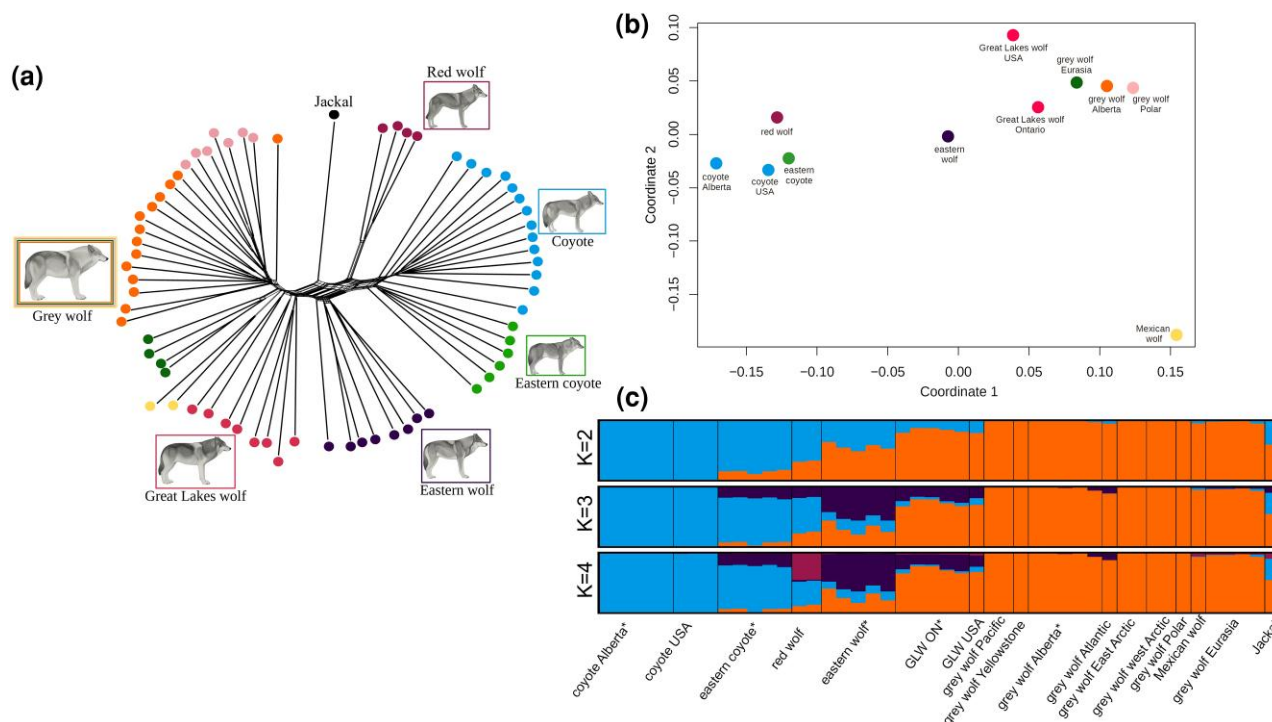 (a)
Jackal
Red wolf
Coyote
Eastern coyote
Eastern wolf
Great Lakes wolf
Grey wolf
(b)
Coordinate 2
0.10
0.05
0.00
−0.05
−0.10
−0.15
Great Lakes wolf
USA
grey wolf
Eurasia
grey wolf
Alberta
grey wolf
Polar
Great Lakes wolf
Ontario
red wolf
eastern
wolf
coyote
Alberta
coyote
USA
eastern
coyote
Mexican
wolf
−0.15
−0.10
−0.05
0.00
0.05
0.10
0.15
Coordinate 1
(c)
K=2
K=3
K=4
coyote Alberta*
coyote USA
eastern coyote*
red wolf
eastern wolf*
GLW ON*
GLW USA
grey wolf Pacific
grey wolf Yellowstone
grey wolf Alberta*
grey wolf Atlantic
grey wolf East Arctic
grey wolf west Arctic
grey wolf Polar
Mexican wolf
grey wolf Eurasia
Jackal